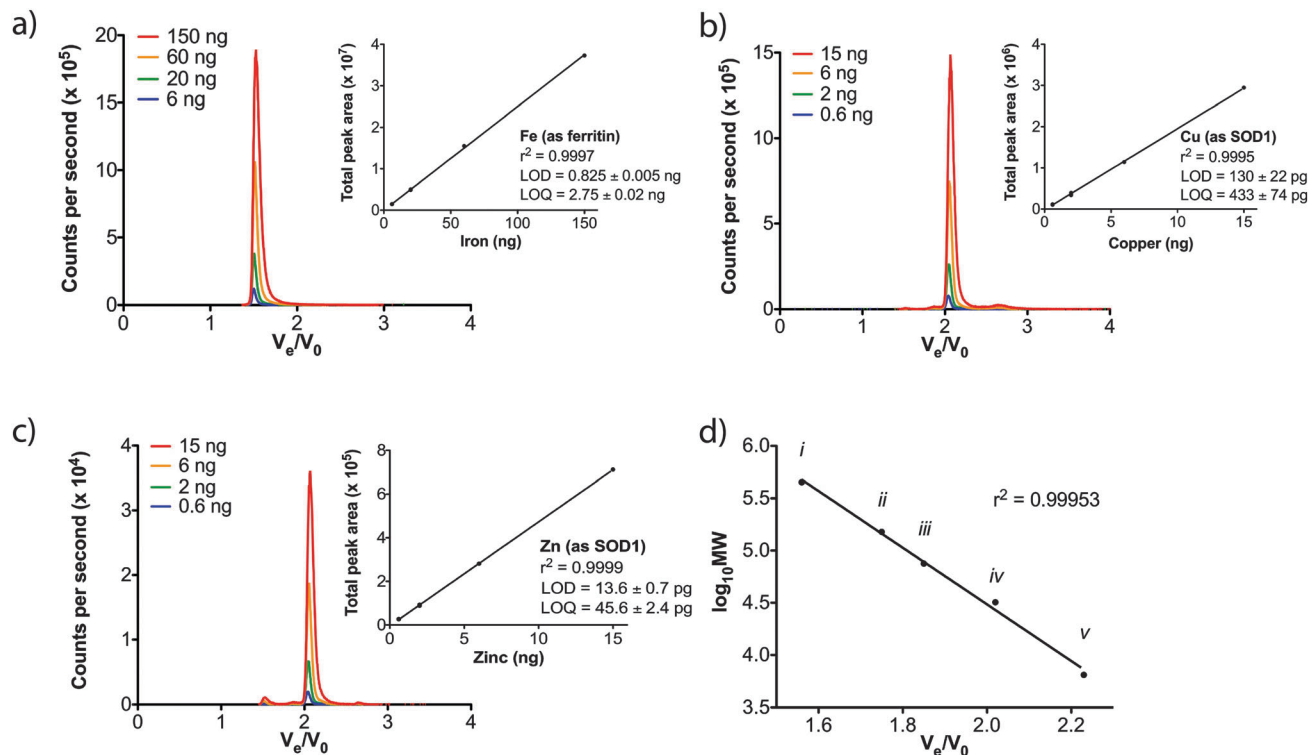 a)
150 ng
60 ng
20 ng
6 ng
Counts per second (x 10⁵)
20
15
10
5
0
0 1 2 3 4
Vₑ/V₀
Total peak area (x 10⁷)
4
3
2
1
0
0 50 100 150
Iron (ng)
Fe (as ferritin)
r² = 0.9997
LOD = 0.825 ± 0.005 ng
LOQ = 2.75 ± 0.02 ng
b)
15 ng
6 ng
2 ng
0.6 ng
Counts per second (x 10⁵)
15
10
5
0
0 1 2 3 4
Vₑ/V₀
Total peak area (x 10⁶)
4
3
2
1
0
0 5 10 15
Copper (ng)
Cu (as SOD1)
r² = 0.9995
LOD = 130 ± 22 pg
LOQ = 433 ± 74 pg
c)
15 ng
6 ng
2 ng
0.6 ng
Counts per second (x 10⁴)
4
3
2
1
0
0 1 2 3 4
Vₑ/V₀
Total peak area (x 10⁵)
8
6
4
2
0
0 5 10 15
Zinc (ng)
Zn (as SOD1)
r² = 0.9999
LOD = 13.6 ± 0.7 pg
LOQ = 45.6 ± 2.4 pg
d)
log₁₀MW
6.0
5.5
5.0
4.5
4.0
3.5
i
ii
iii
iv
v
r² = 0.99953
1.6 1.8 2.0 2.2
Vₑ/V₀